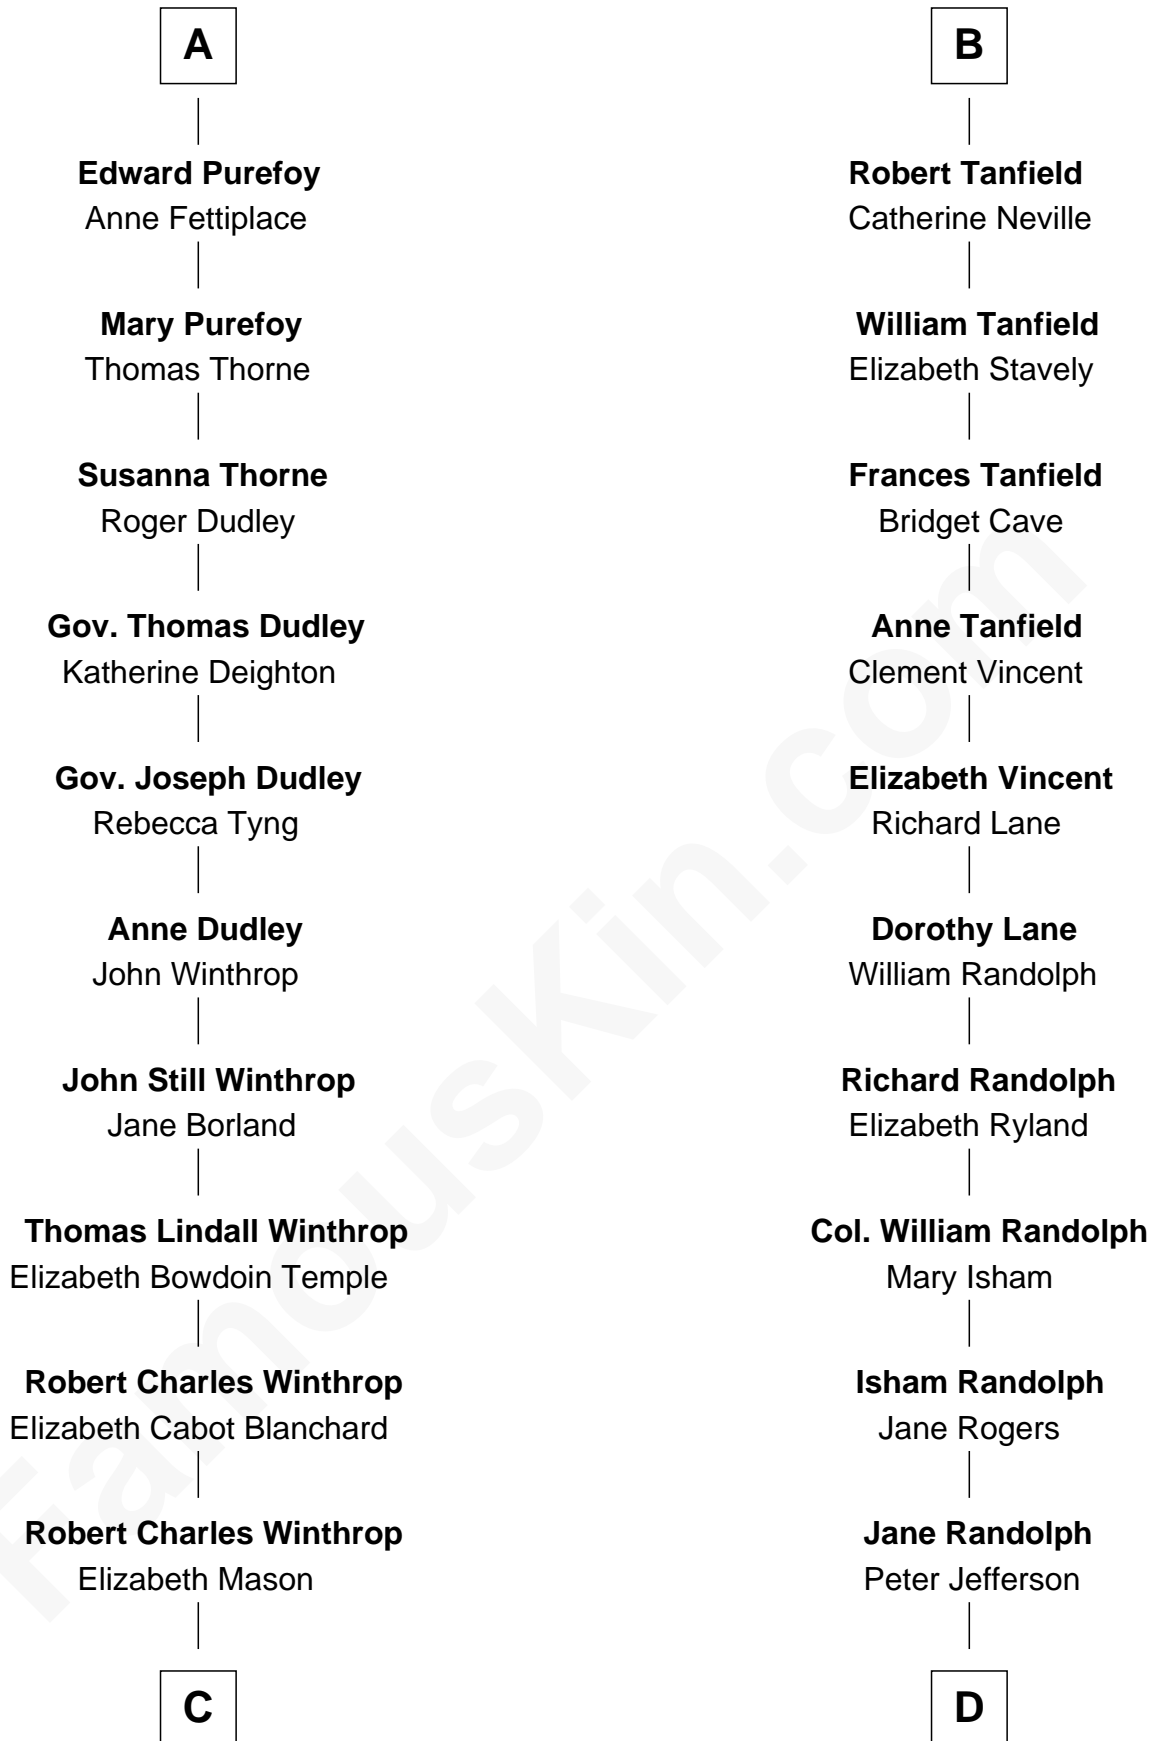 A
Edward Purefoy
Anne Fettiplace
Mary Purefoy
Thomas Thorne
Susanna Thorne
Roger Dudley
Gov. Thomas Dudley
Katherine Deighton
Gov. Joseph Dudley
Rebecca Tyng
Anne Dudley
John Winthrop
John Still Winthrop
Jane Borland
Thomas Lindall Winthrop
Elizabeth Bowdoin Temple
Robert Charles Winthrop
Elizabeth Cabot Blanchard
Robert Charles Winthrop
Elizabeth Mason
C
B
Robert Tanfield
Catherine Neville
William Tanfield
Elizabeth Stavely
Frances Tanfield
Bridget Cave
Anne Tanfield
Clement Vincent
Elizabeth Vincent
Richard Lane
Dorothy Lane
William Randolph
Richard Randolph
Elizabeth Ryland
Col. William Randolph
Mary Isham
Isham Randolph
Jane Rogers
Jane Randolph
Peter Jefferson
D
FamousKin.com